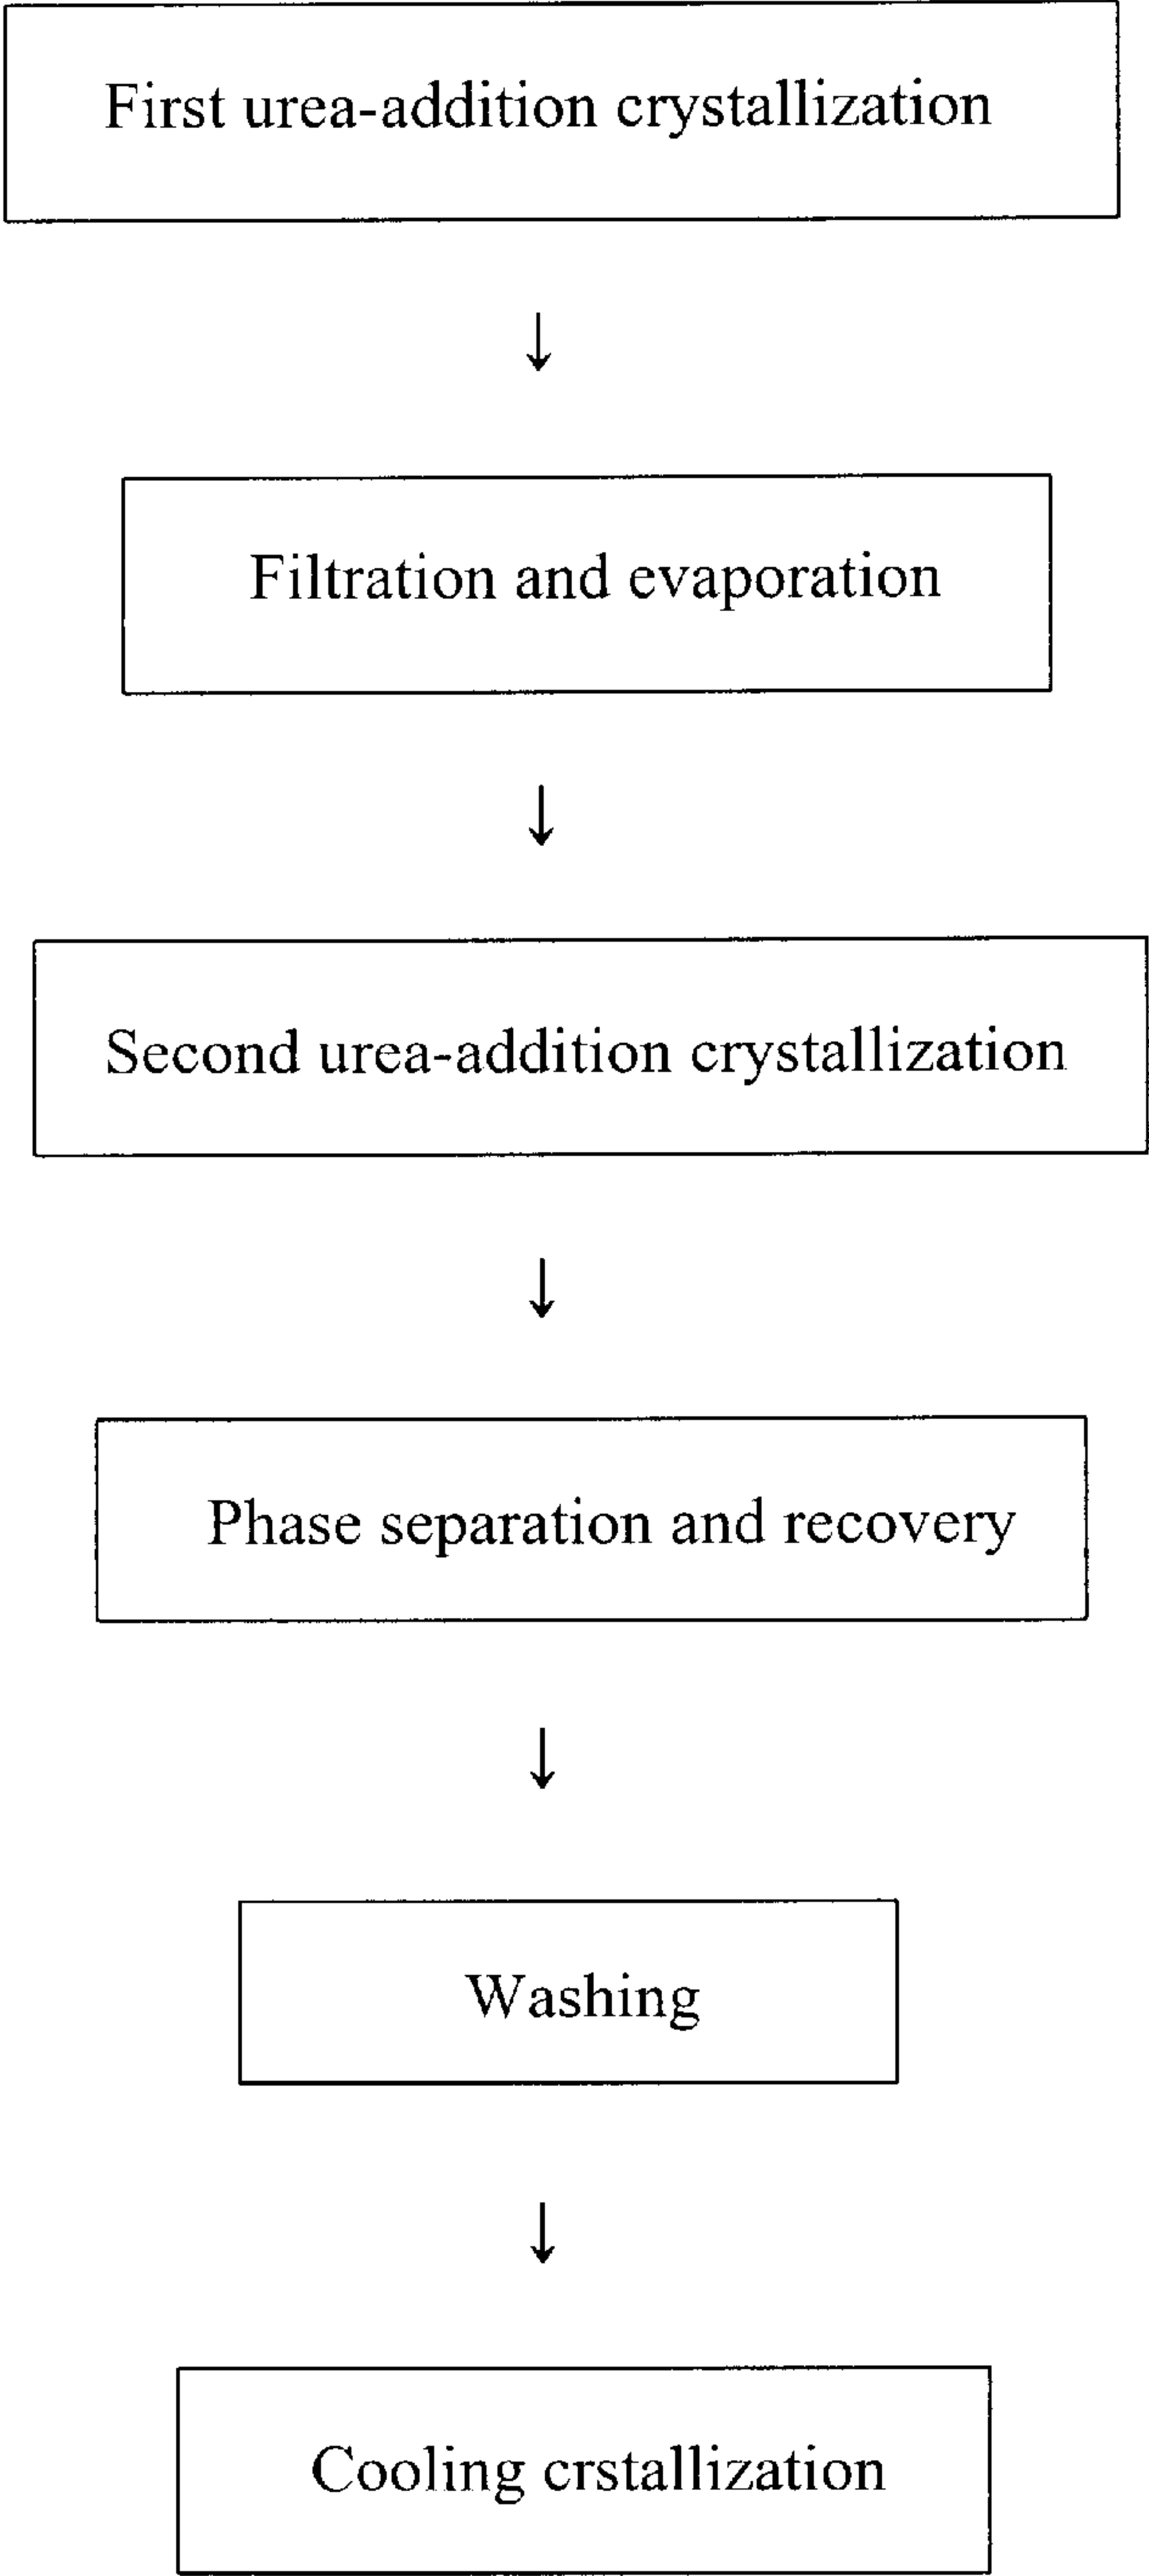 First urea-addition crystallization
↓
Filtration and evaporation
↓
Second urea-addition crystallization
↓
Phase separation and recovery
↓
Washing
↓
Cooling crstallization